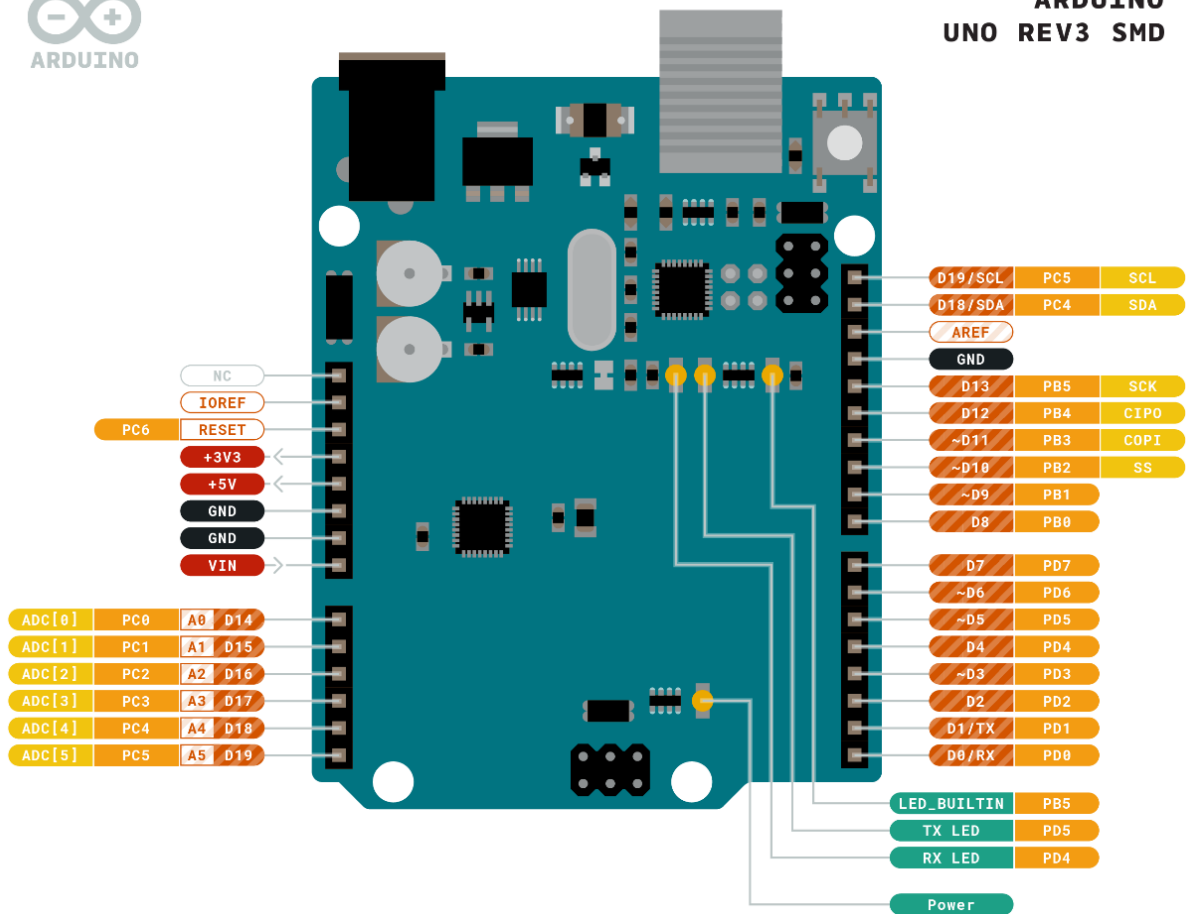 ARDUINO
ARDUINO
UNO REV3 SMD
NC
IOREF
PC6 RESET
+3V3
+5V
GND
GND
VIN
ADC[0] PC0 A0 D14
ADC[1] PC1 A1 D15
ADC[2] PC2 A2 D16
ADC[3] PC3 A3 D17
ADC[4] PC4 A4 D18
ADC[5] PC5 A5 D19
D19/SCL PC5 SCL
D18/SDA PC4 SDA
AREF
GND
D13 PB5 SCK
D12 PB4 CIPO
~D11 PB3 COPI
~D10 PB2 SS
~D9 PB1
D8 PB0
D7 PD7
~D6 PD6
~D5 PD5
D4 PD4
~D3 PD3
D2 PD2
D1/TX PD1
D0/RX PD0
LED_BUILTIN PB5
TX LED PD5
RX LED PD4
Power